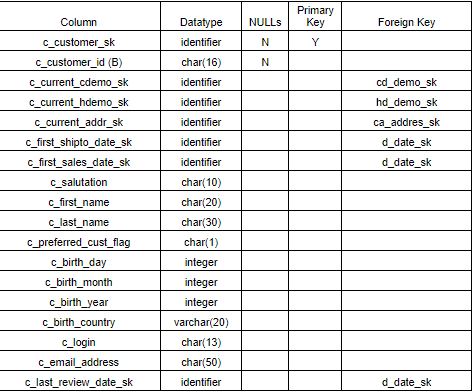 Column Datatype NULLs Primary Key Foreign Key
c_customer_sk identifier N Y
c_customer_id (B) char(16) N
c_current_cdemo_sk identifier cd_demo_sk
c_current_hdemo_sk identifier hd_demo_sk
c_current_addr_sk identifier ca_addres_sk
c_first_shipto_date_sk identifier d_date_sk
c_first_sales_date_sk identifier d_date_sk
c_salutation char(10)
c_first_name char(20)
c_last_name char(30)
c_preferred_cust_flag char(1)
c_birth_day integer
c_birth_month integer
c_birth_year integer
c_birth_country varchar(20)
c_login char(13)
c_email_address char(50)
c_last_review_date_sk identifier d_date_sk